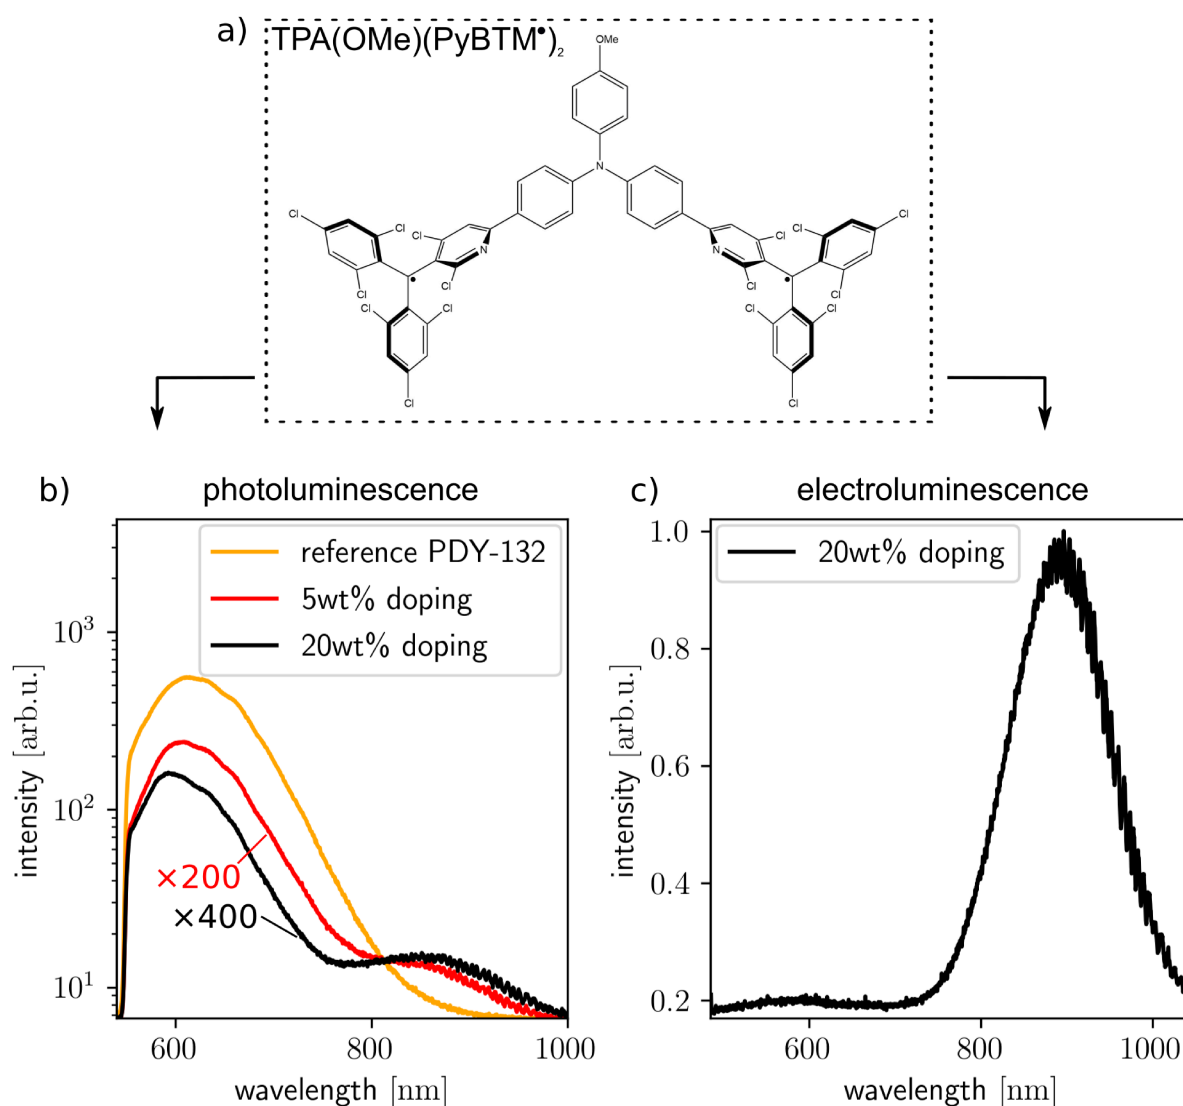 a)
TPA(OMe)(PyBTM•)₂
OMe
N
Cl
Cl
Cl
Cl
N
Cl
Cl
Cl
Cl
Cl
N
Cl
Cl
Cl
Cl
Cl
Cl
Cl
Cl
b)
photoluminescence
reference PDY-132
5wt% doping
20wt% doping
10³
10²
10¹
×200
×400
intensity [arb.u.]
600
800
1000
wavelength [nm]
c)
electroluminescence
20wt% doping
1.0
0.8
0.6
0.4
0.2
intensity [arb.u.]
600
800
1000
wavelength [nm]